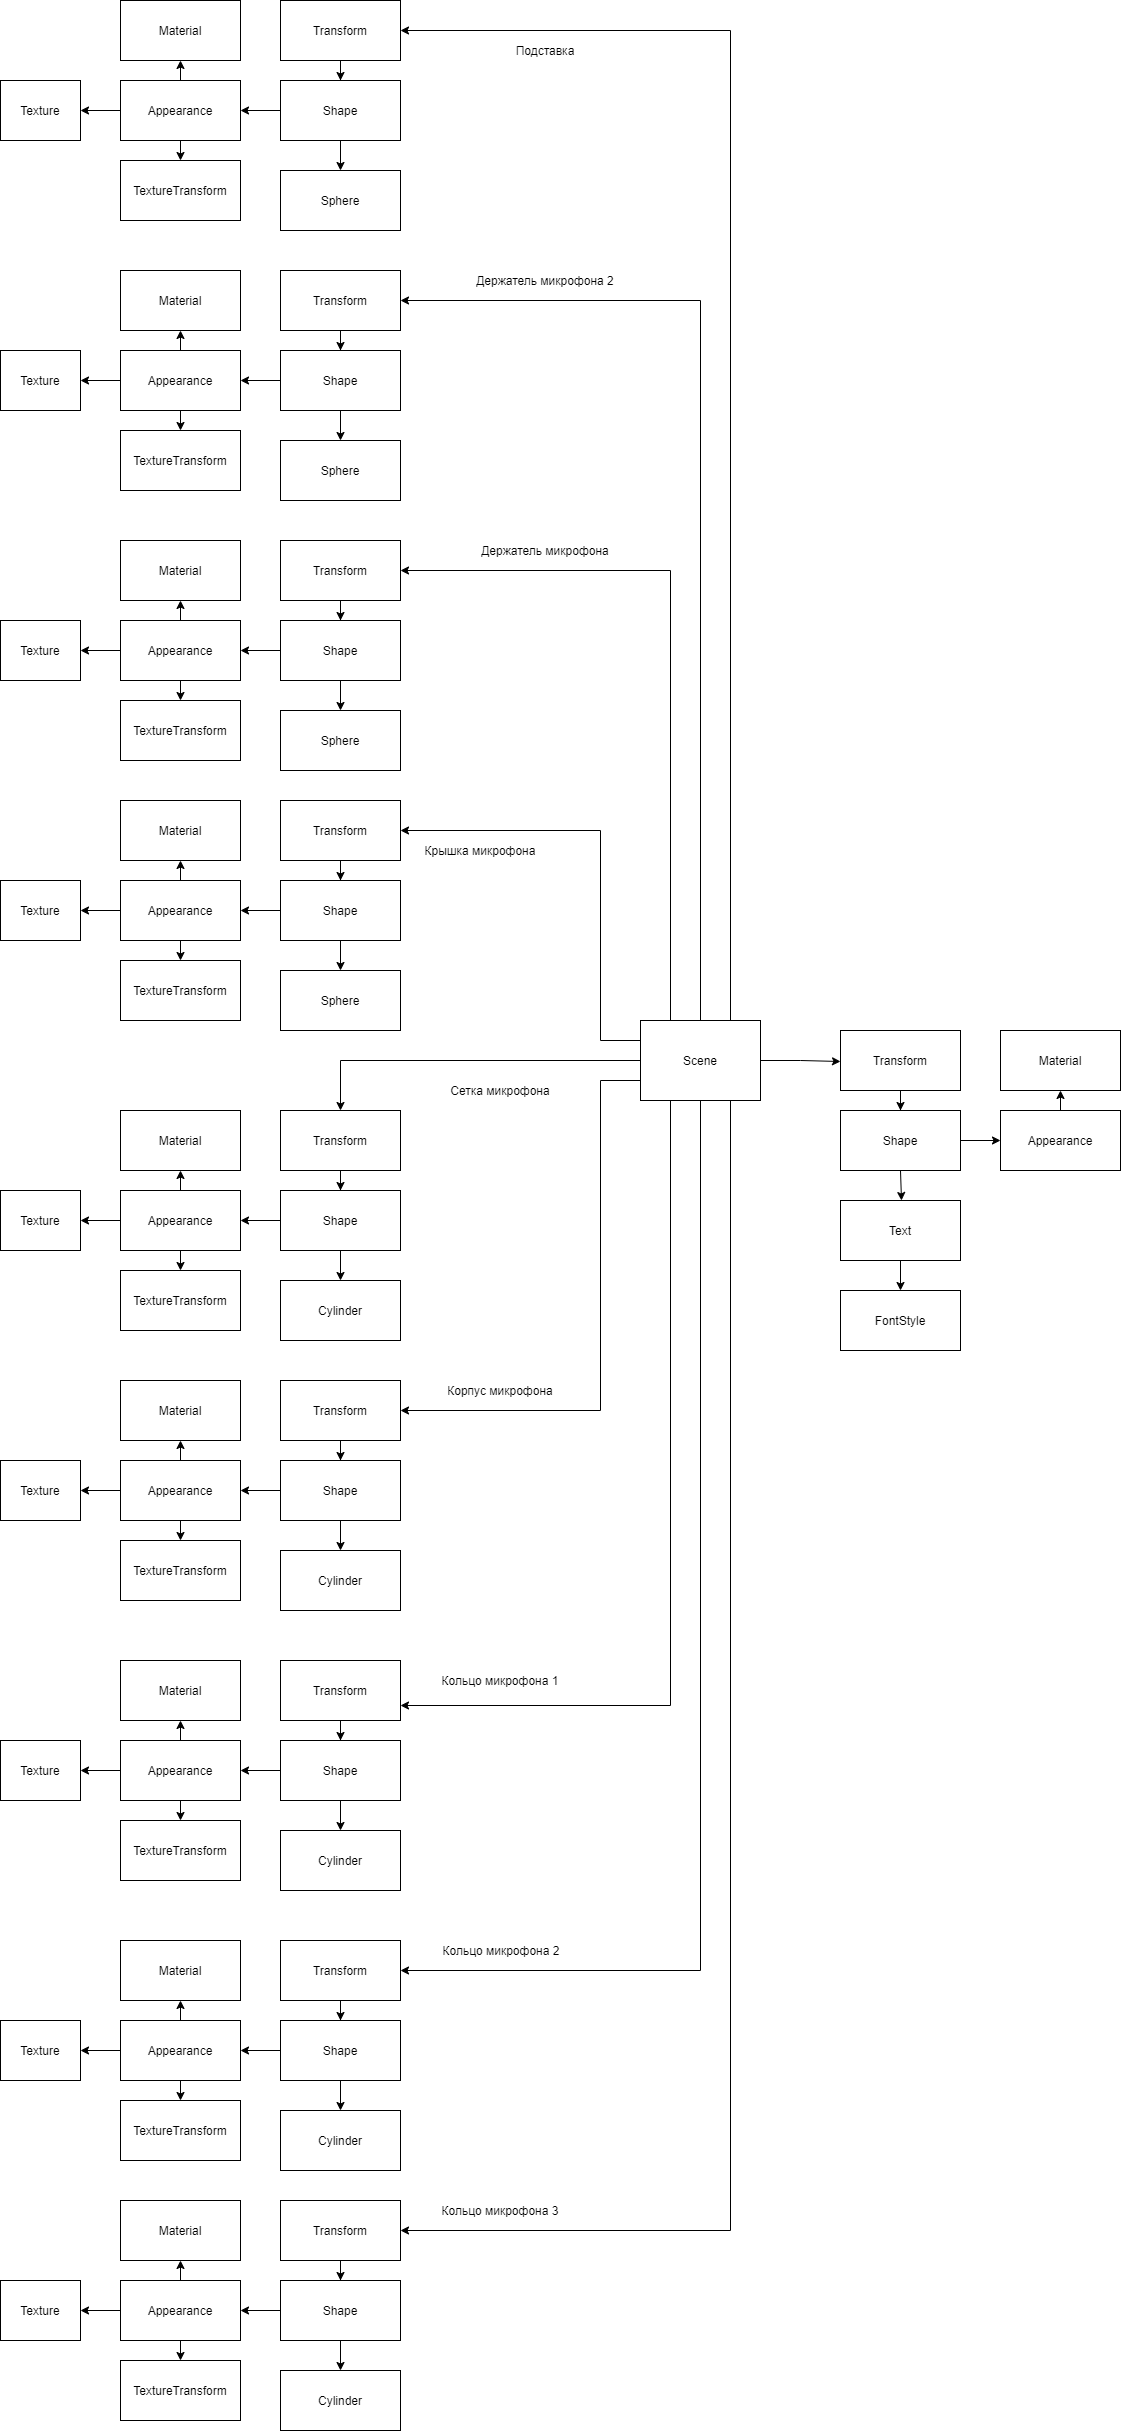 Material
Transform
Подставка
Texture
Appearance
Shape
TextureTransform
Sphere
Material
Transform
Держатель микрофона 2
Texture
Appearance
Shape
TextureTransform
Sphere
Material
Transform
Держатель микрофона
Texture
Appearance
Shape
TextureTransform
Sphere
Material
Transform
Крышка микрофона
Texture
Appearance
Shape
TextureTransform
Sphere
Scene
Transform
Material
Сетка микрофона
Material
Transform
Shape
Appearance
Texture
Appearance
Shape
Text
TextureTransform
Cylinder
FontStyle
Material
Transform
Корпус микрофона
Texture
Appearance
Shape
TextureTransform
Cylinder
Material
Transform
Кольцо микрофона 1
Texture
Appearance
Shape
TextureTransform
Cylinder
Material
Transform
Кольцо микрофона 2
Texture
Appearance
Shape
TextureTransform
Cylinder
Material
Transform
Кольцо микрофона 3
Texture
Appearance
Shape
TextureTransform
Cylinder